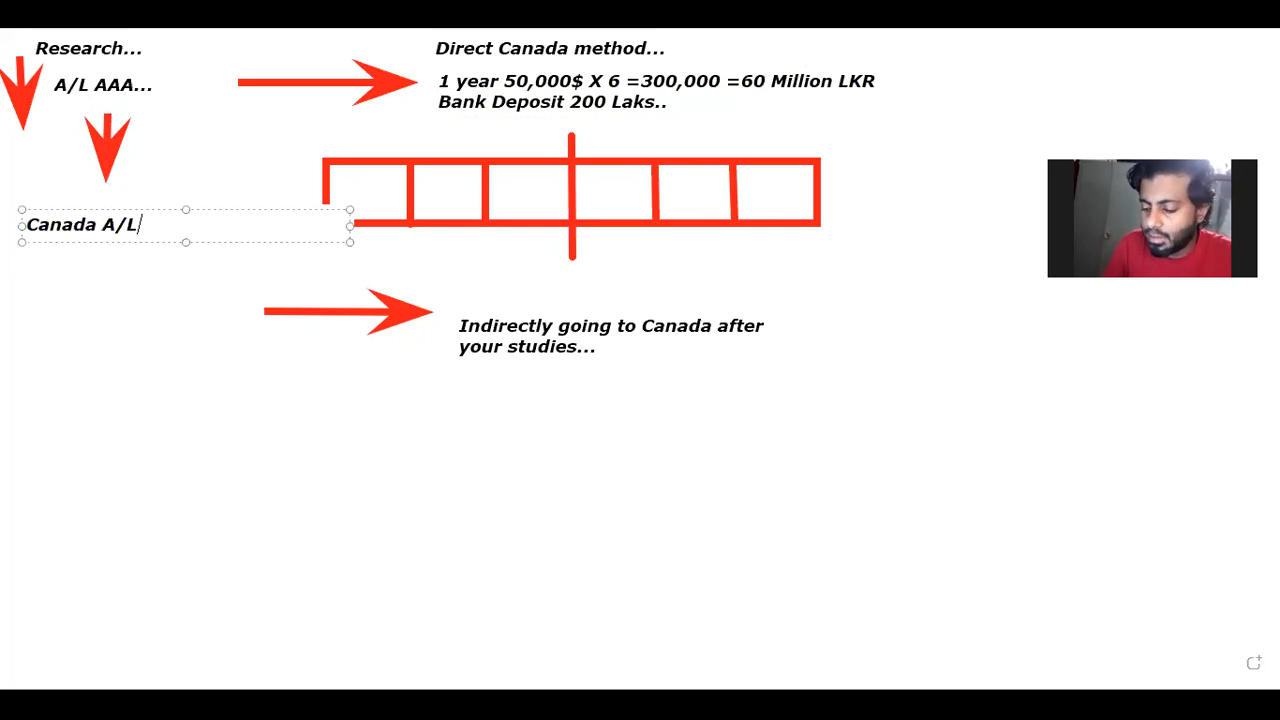 Research...
A/L AAA...
Direct Canada method...
1 year 50,000$ X 6 =300,000 =60 Million LKR
Bank Deposit 200 Laks..
Canada A/L
Indirectly going to Canada after
your studies...